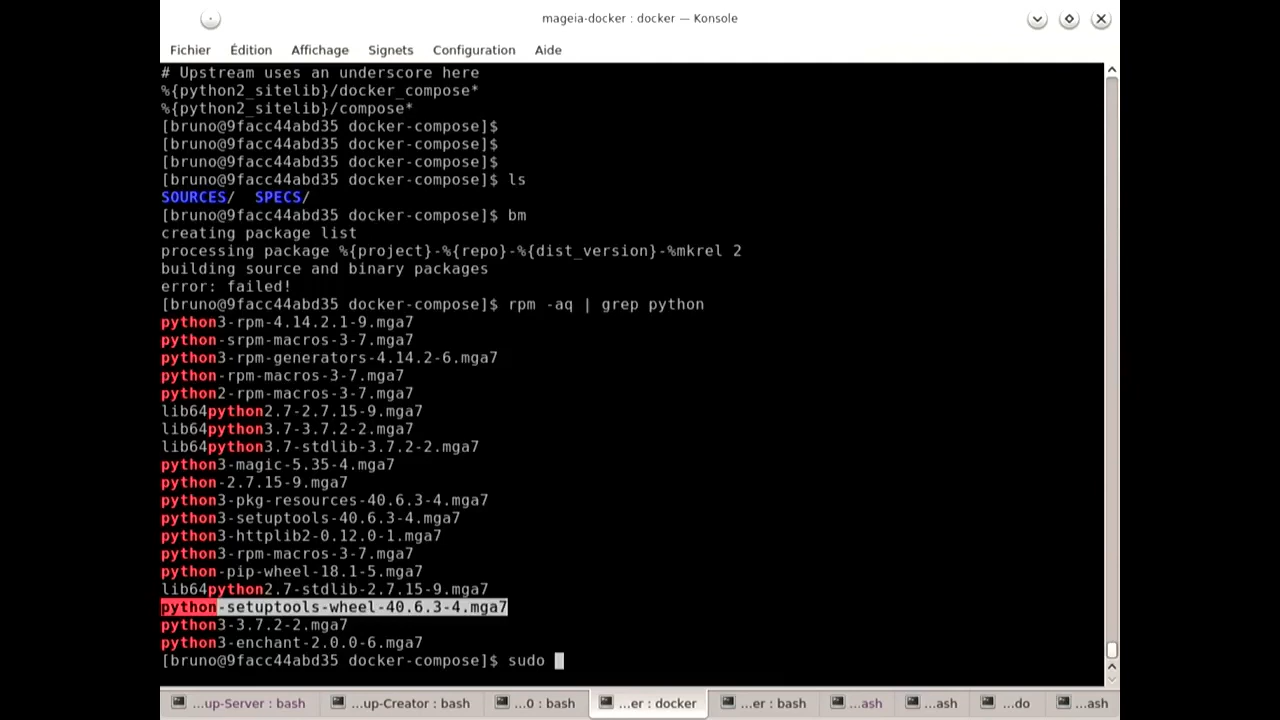 mageia-docker : docker — Konsole
Fichier Édition Affichage Signets Configuration Aide
# Upstream uses an underscore here
%{python2_sitelib}/docker_compose*
%{python2_sitelib}/compose*
[bruno@9facc44abd35 docker-compose]$
[bruno@9facc44abd35 docker-compose]$
[bruno@9facc44abd35 docker-compose]$
[bruno@9facc44abd35 docker-compose]$ ls
SOURCES/  SPECS/
[bruno@9facc44abd35 docker-compose]$ bm
creating package list
processing package %{project}-%{repo}-%{dist_version}-%mkrel 2
building source and binary packages
error: failed!
[bruno@9facc44abd35 docker-compose]$ rpm -aq | grep python
python3-rpm-4.14.2.1-9.mga7
python-srpm-macros-3-7.mga7
python3-rpm-generators-4.14.2-6.mga7
python-rpm-macros-3-7.mga7
python2-rpm-macros-3-7.mga7
lib64python2.7-2.7.15-9.mga7
lib64python3.7-3.7.2-2.mga7
lib64python3.7-stdlib-3.7.2-2.mga7
python3-magic-5.35-4.mga7
python-2.7.15-9.mga7
python3-pkg-resources-40.6.3-4.mga7
python3-setuptools-40.6.3-4.mga7
python3-httplib2-0.12.0-1.mga7
python3-rpm-macros-3-7.mga7
python-pip-wheel-18.1-5.mga7
lib64python2.7-stdlib-2.7.15-9.mga7
python-setuptools-wheel-40.6.3-4.mga7
python3-3.7.2-2.mga7
python3-enchant-2.0.0-6.mga7
[bruno@9facc44abd35 docker-compose]$ sudo
...up-Server : bash ...up-Creator : bash ...0 : bash ...er : docker ...er : bash ...ash ...ash ...do ...ash